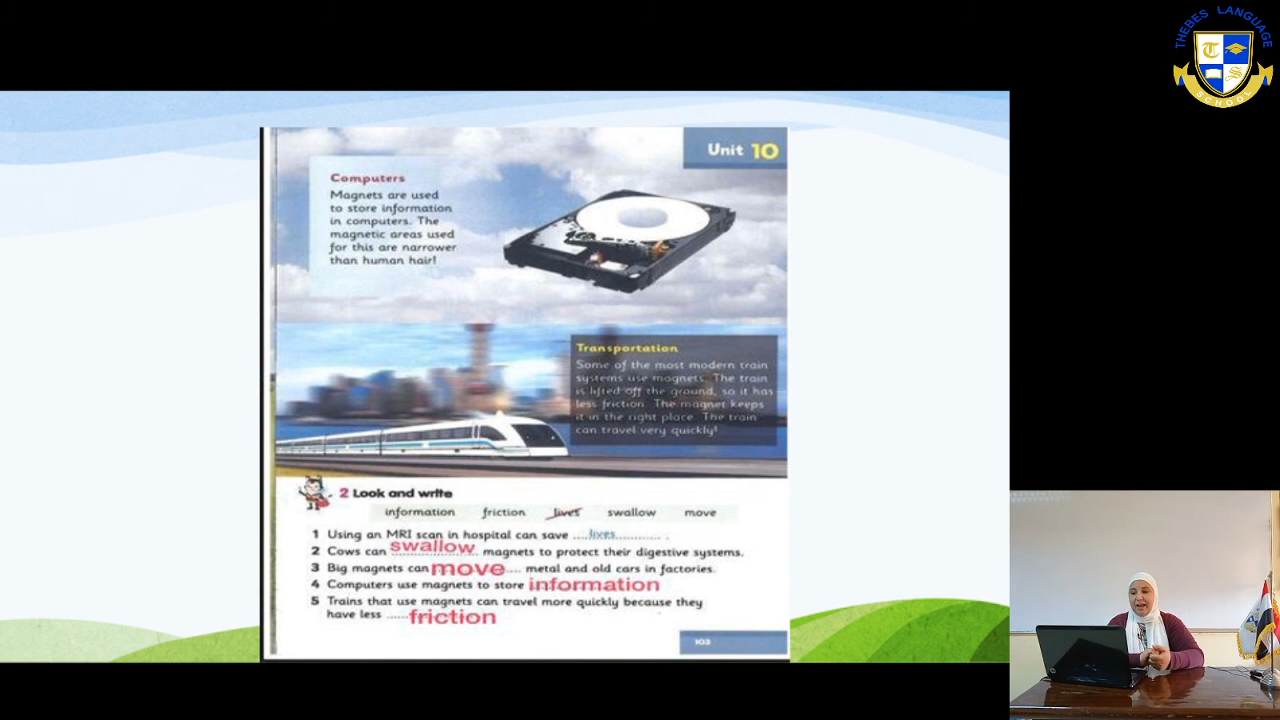 THEBES LANGUAGE
SCHOOL
Unit 10
Computers
Magnets are used
to store information
in computers. The
magnetic areas used
for this are narrower
than human hair!
Transportation
Some of the most modern train
systems use magnets. The train
is lifted off the ground, so it has
less friction. The magnet keeps
it in the right place. The train
can travel very quickly!
2 Look and write
information friction lives swallow move
1 Using an MRI scan in hospital can save ....lives............. .
2 Cows can swallow magnets to protect their digestive systems.
3 Big magnets can move .... metal and old cars in factories.
4 Computers use magnets to store information
5 Trains that use magnets can travel more quickly because they
have less ......friction
103